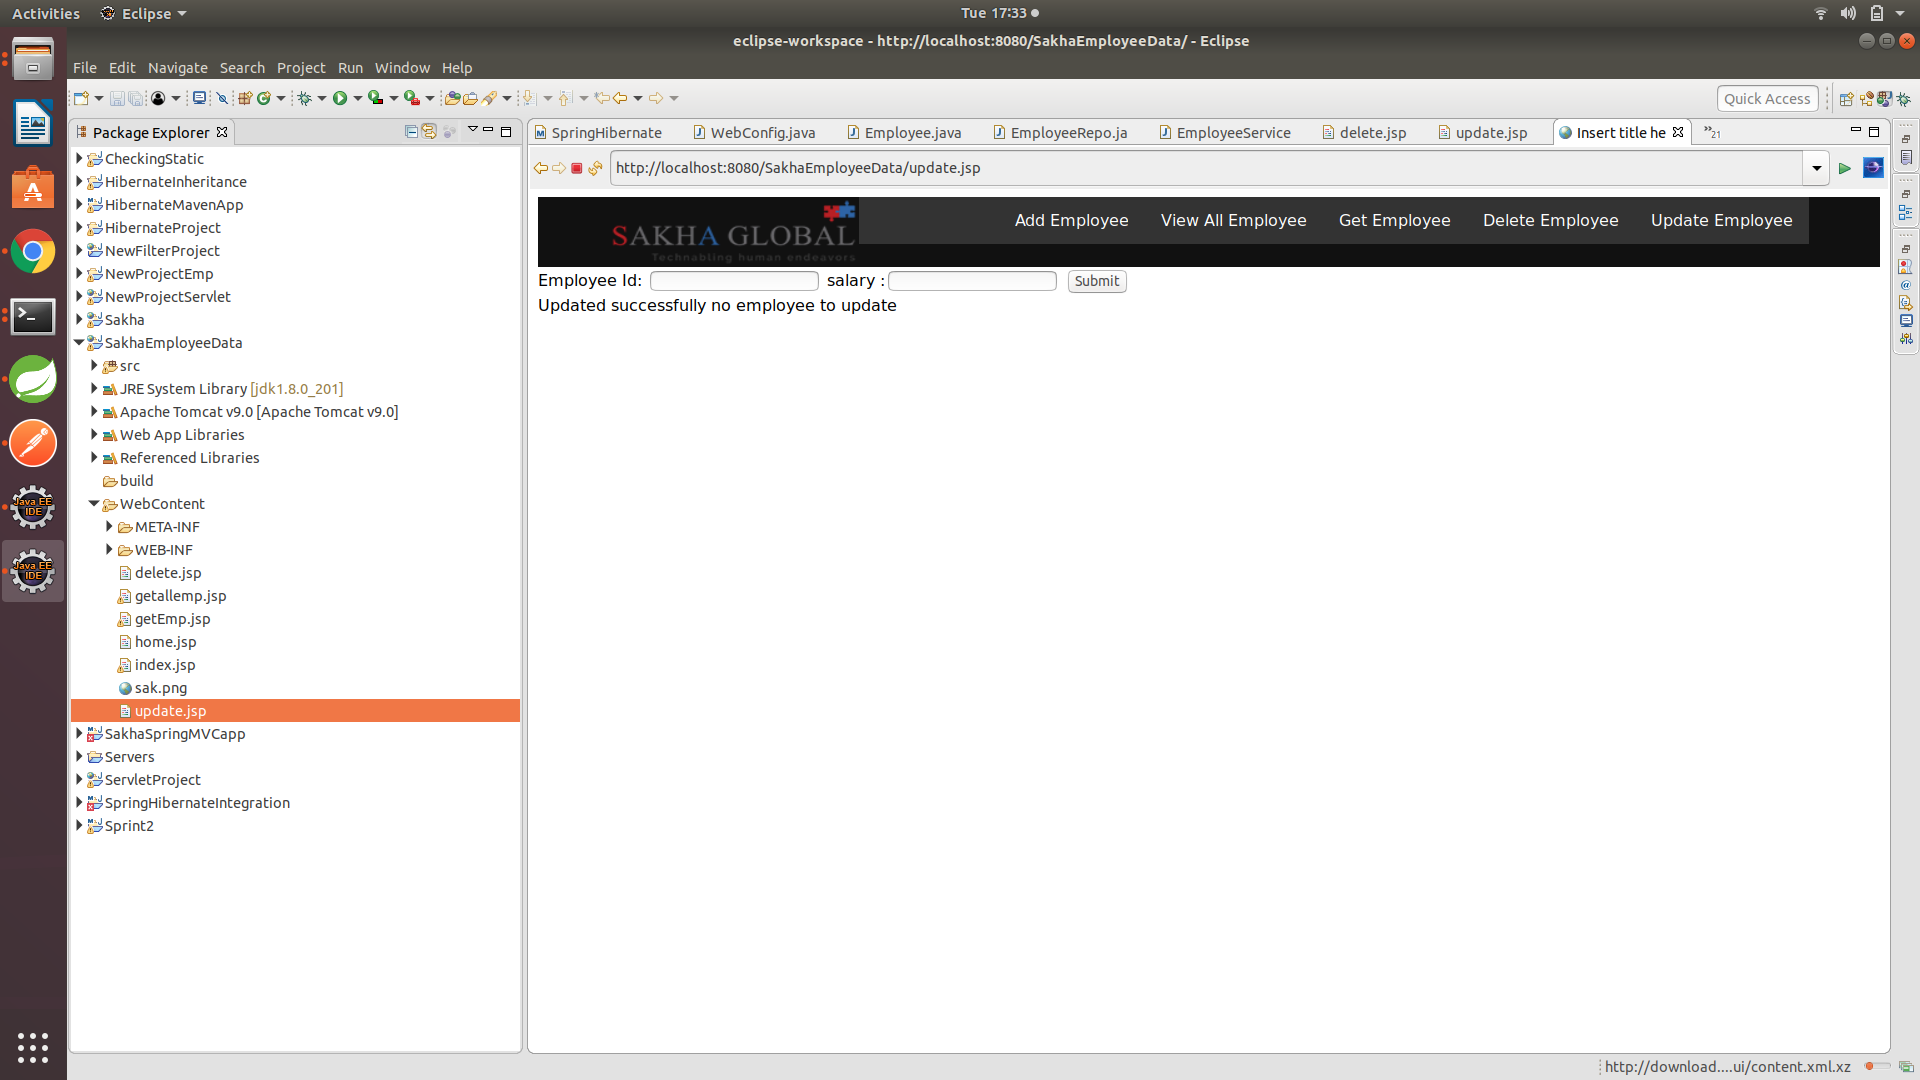 Activities Eclipse Tue 17:33
eclipse-workspace - http://localhost:8080/SakhaEmployeeData/ - Eclipse
File Edit Navigate Search Project Run Window Help
Quick Access
Package Explorer
CheckingStatic
HibernateInheritance
HibernateMavenApp
HibernateProject
NewFilterProject
NewProjectEmp
NewProjectServlet
Sakha
SakhaEmployeeData
src
JRE System Library [jdk1.8.0_201]
Apache Tomcat v9.0 [Apache Tomcat v9.0]
Web App Libraries
Referenced Libraries
build
WebContent
META-INF
WEB-INF
delete.jsp
getallemp.jsp
getEmp.jsp
home.jsp
index.jsp
sak.png
update.jsp
SakhaSpringMVCapp
Servers
ServletProject
SpringHibernateIntegration
Sprint2
SpringHibernate WebConfig.java Employee.java EmployeeRepo.ja EmployeeService delete.jsp update.jsp Insert title he »21
http://localhost:8080/SakhaEmployeeData/update.jsp
SAKHA GLOBAL
Technabling human endeavors
Add Employee View All Employee Get Employee Delete Employee Update Employee
Employee Id: salary : Submit
Updated successfully no employee to update
Java EE
IDE
Java EE
IDE
http://download....ui/content.xml.xz